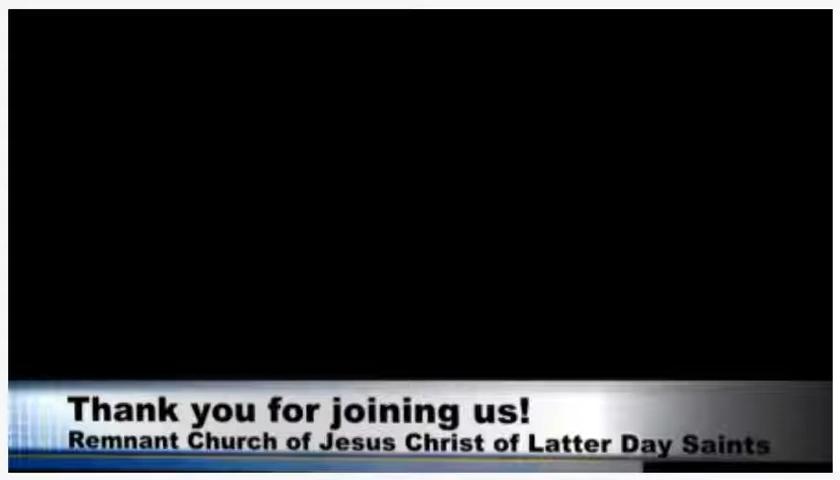 Thank you for joining us!
Remnant Church of Jesus Christ of Latter Day Saints